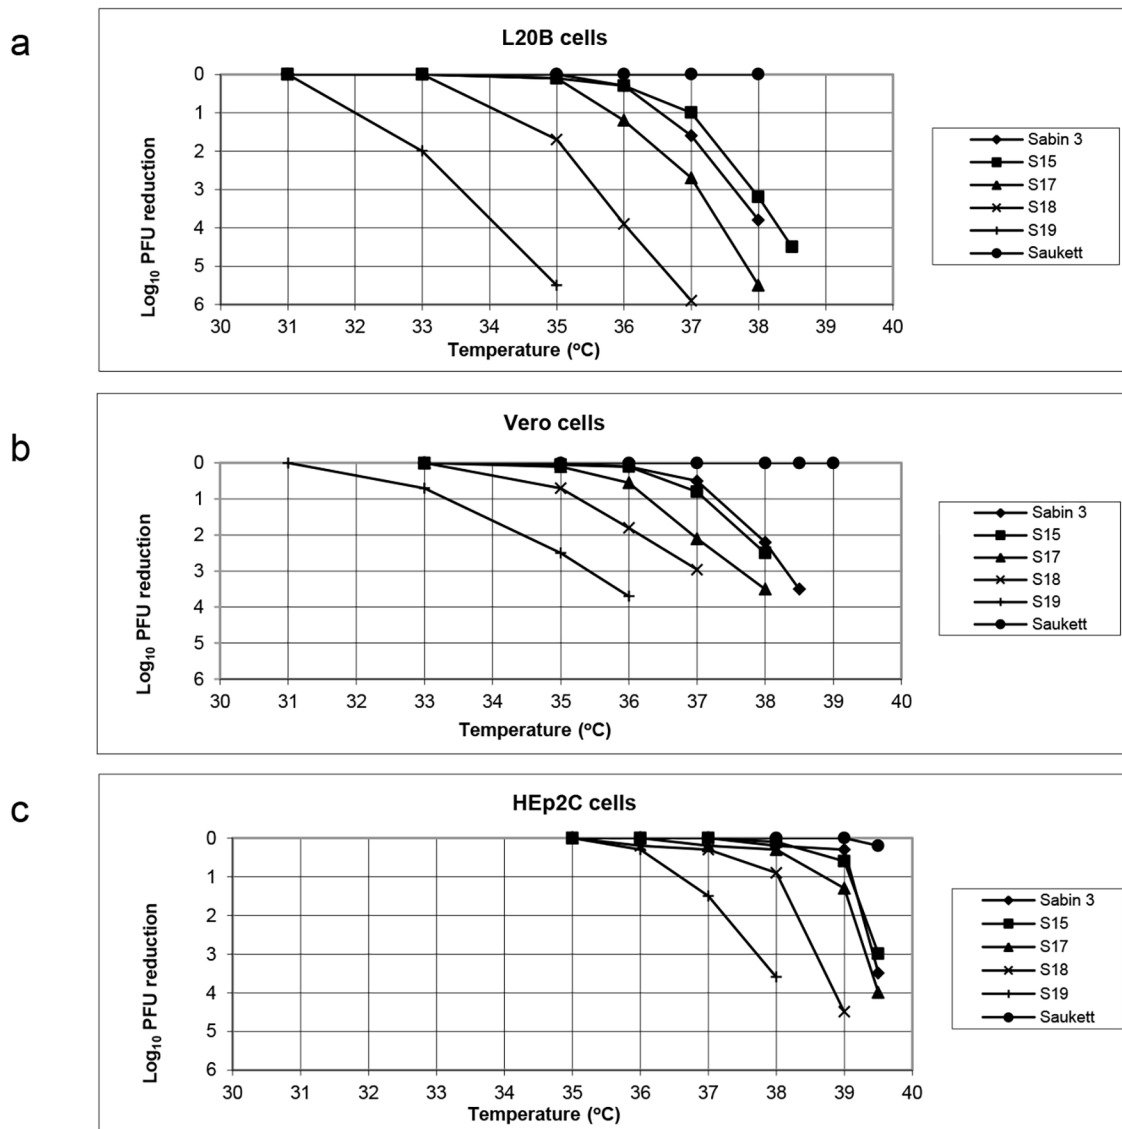 a
L20B cells
0
1
2
3
4
5
6
Log₁₀ PFU reduction
30 31 32 33 34 35 36 37 38 39 40
Temperature (ºC)
Sabin 3
S15
S17
S18
S19
Saukett
b
Vero cells
0
1
2
3
4
5
6
Log₁₀ PFU reduction
30 31 32 33 34 35 36 37 38 39 40
Temperature (ºC)
Sabin 3
S15
S17
S18
S19
Saukett
c
HEp2C cells
0
1
2
3
4
5
6
Log₁₀ PFU reduction
30 31 32 33 34 35 36 37 38 39 40
Temperature (ºC)
Sabin 3
S15
S17
S18
S19
Saukett